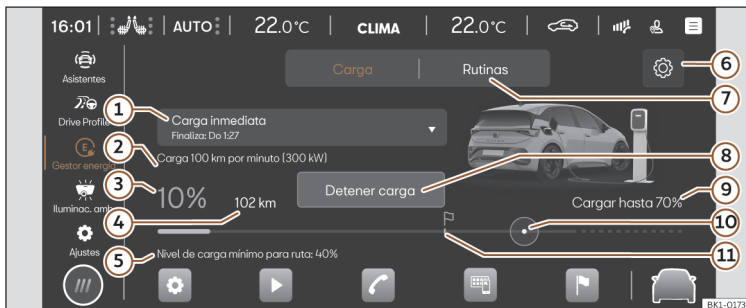 16:01 AUTO 22.0°C CLIMA 22.0°C
Carga Rutinas
6
Asistentes
7
1
Carga inmediata
Finaliza: Do 1:27
Drive Profile
2
Carga 100 km por minuto (300 kW)
8
E
Gestor energía
3
10%
102 km
Detener carga
9
Cargar hasta 70%
Iluminac. amb.
4
10
Ajustes
5
Nivel de carga mínimo para ruta: 40%
11
BK1-0173